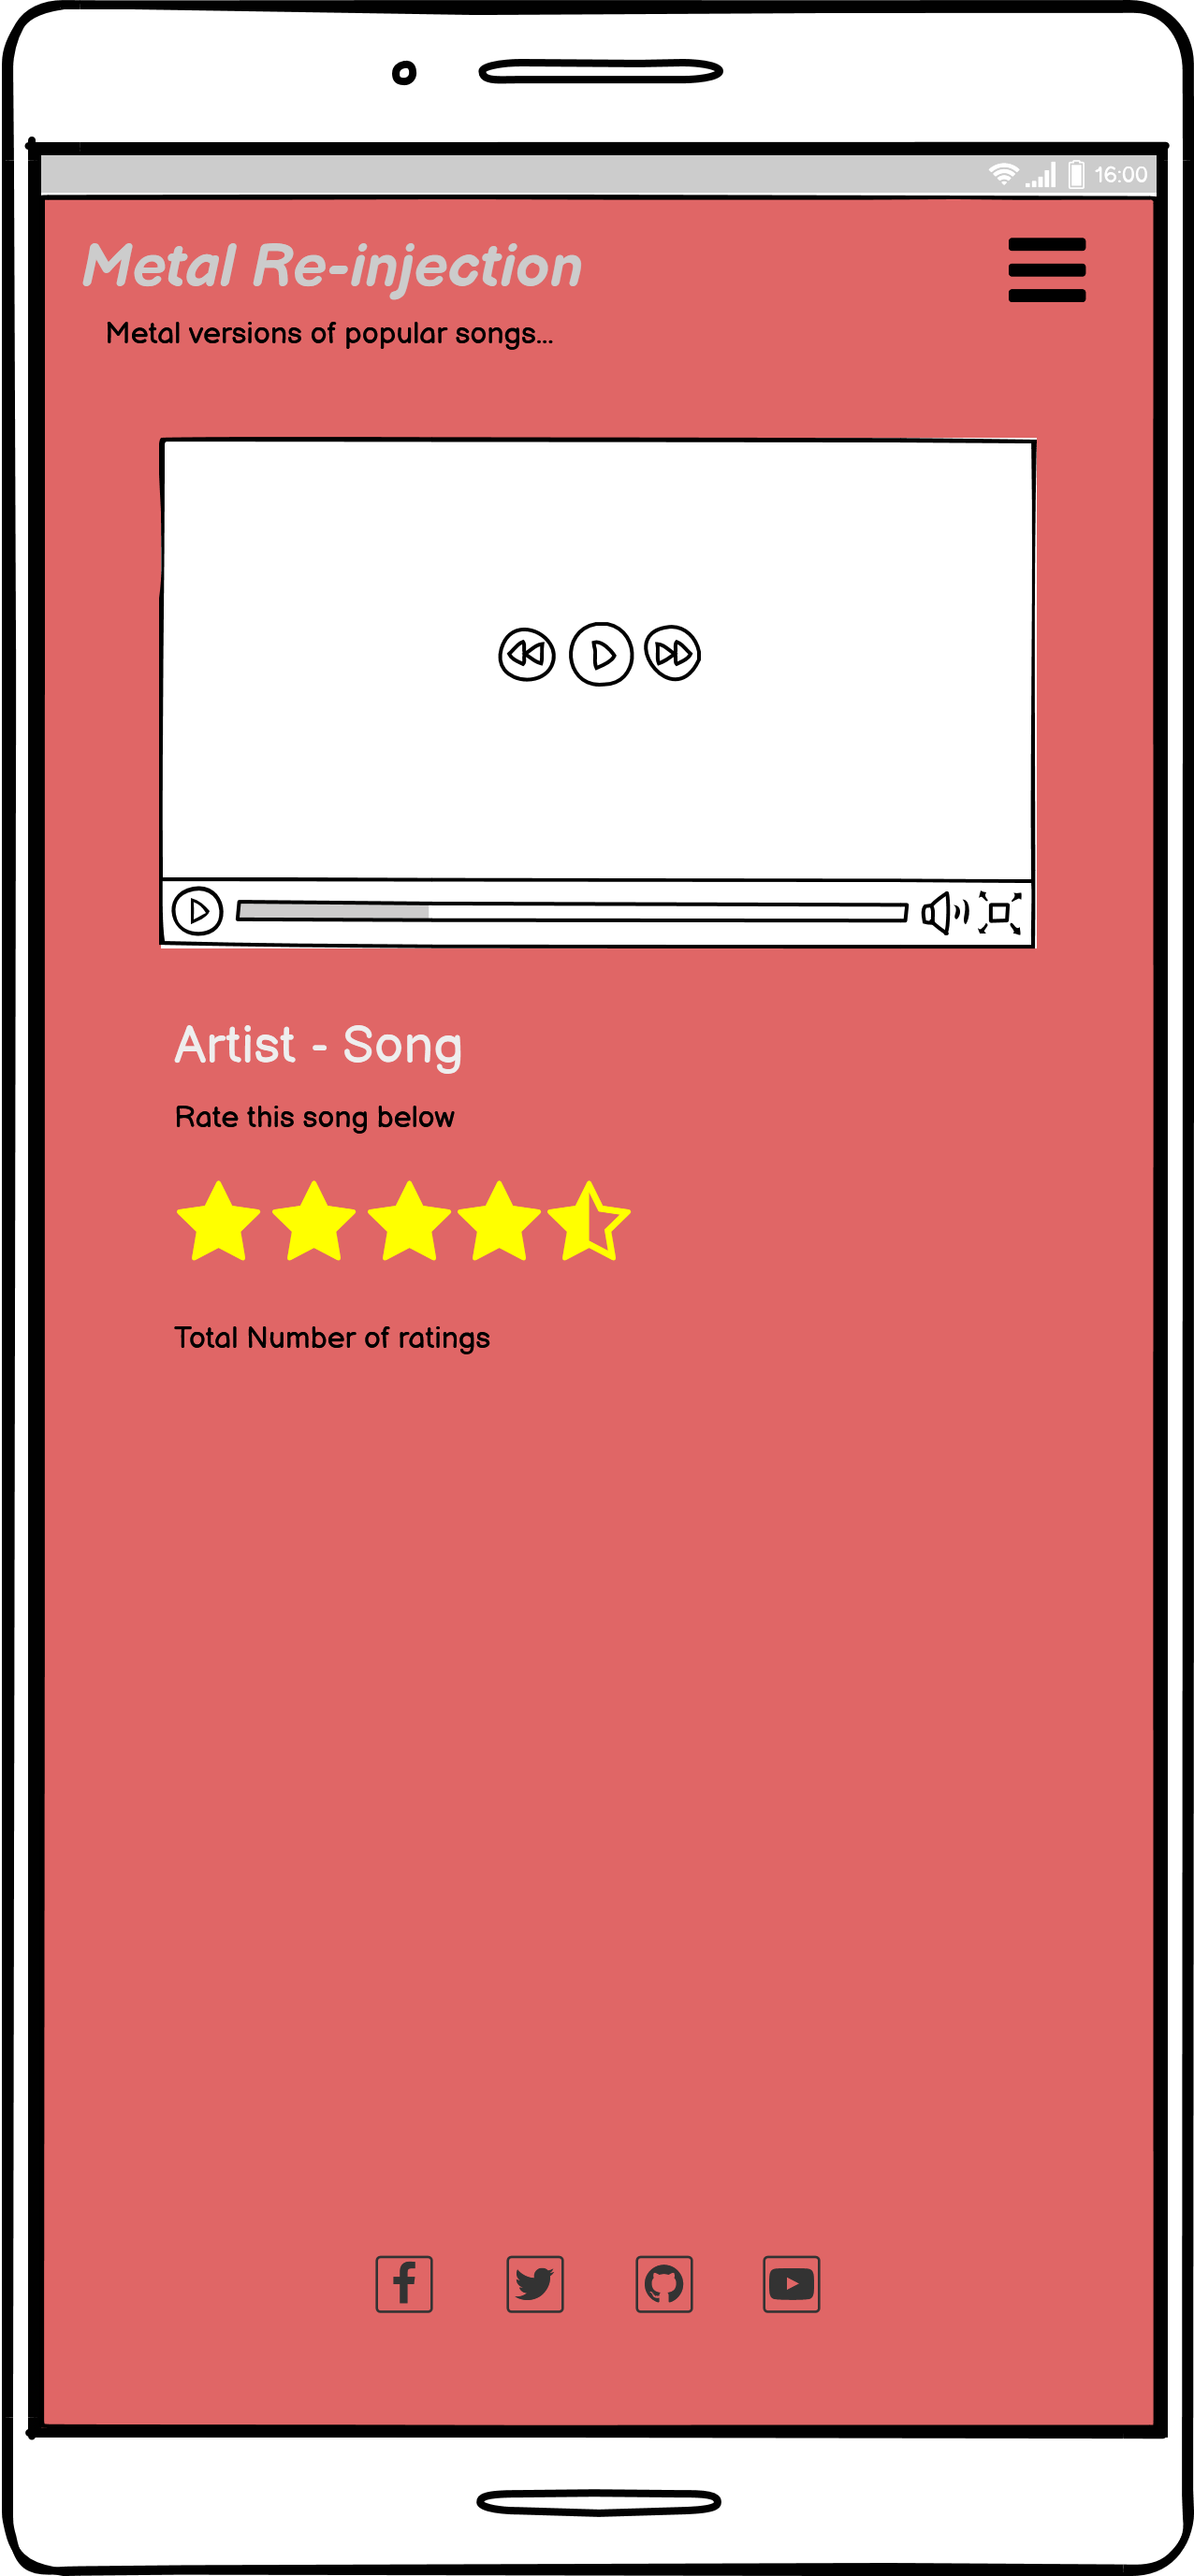 16:00
Metal Re-injection
Metal versions of popular songs...
Artist - Song
Rate this song below
Total Number of ratings